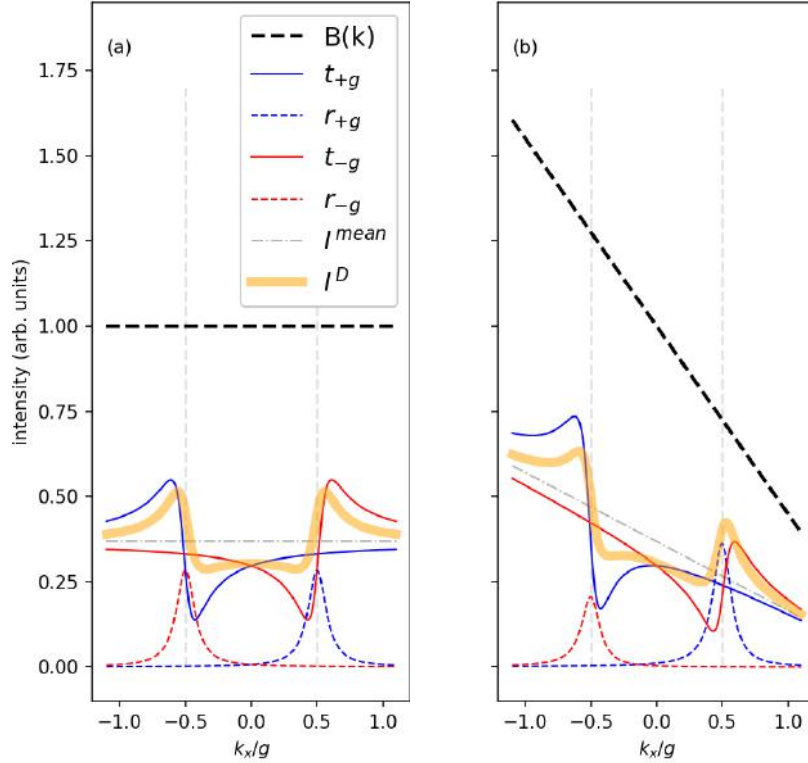 (a)
B(k)
t+g
r+g
t−g
r−g
I^mean
I^D
intensity (arb. units)
1.75
1.50
1.25
1.00
0.75
0.50
0.25
0.00
−1.0 −0.5 0.0 0.5 1.0
kx/g
(b)
−1.0 −0.5 0.0 0.5 1.0
kx/g